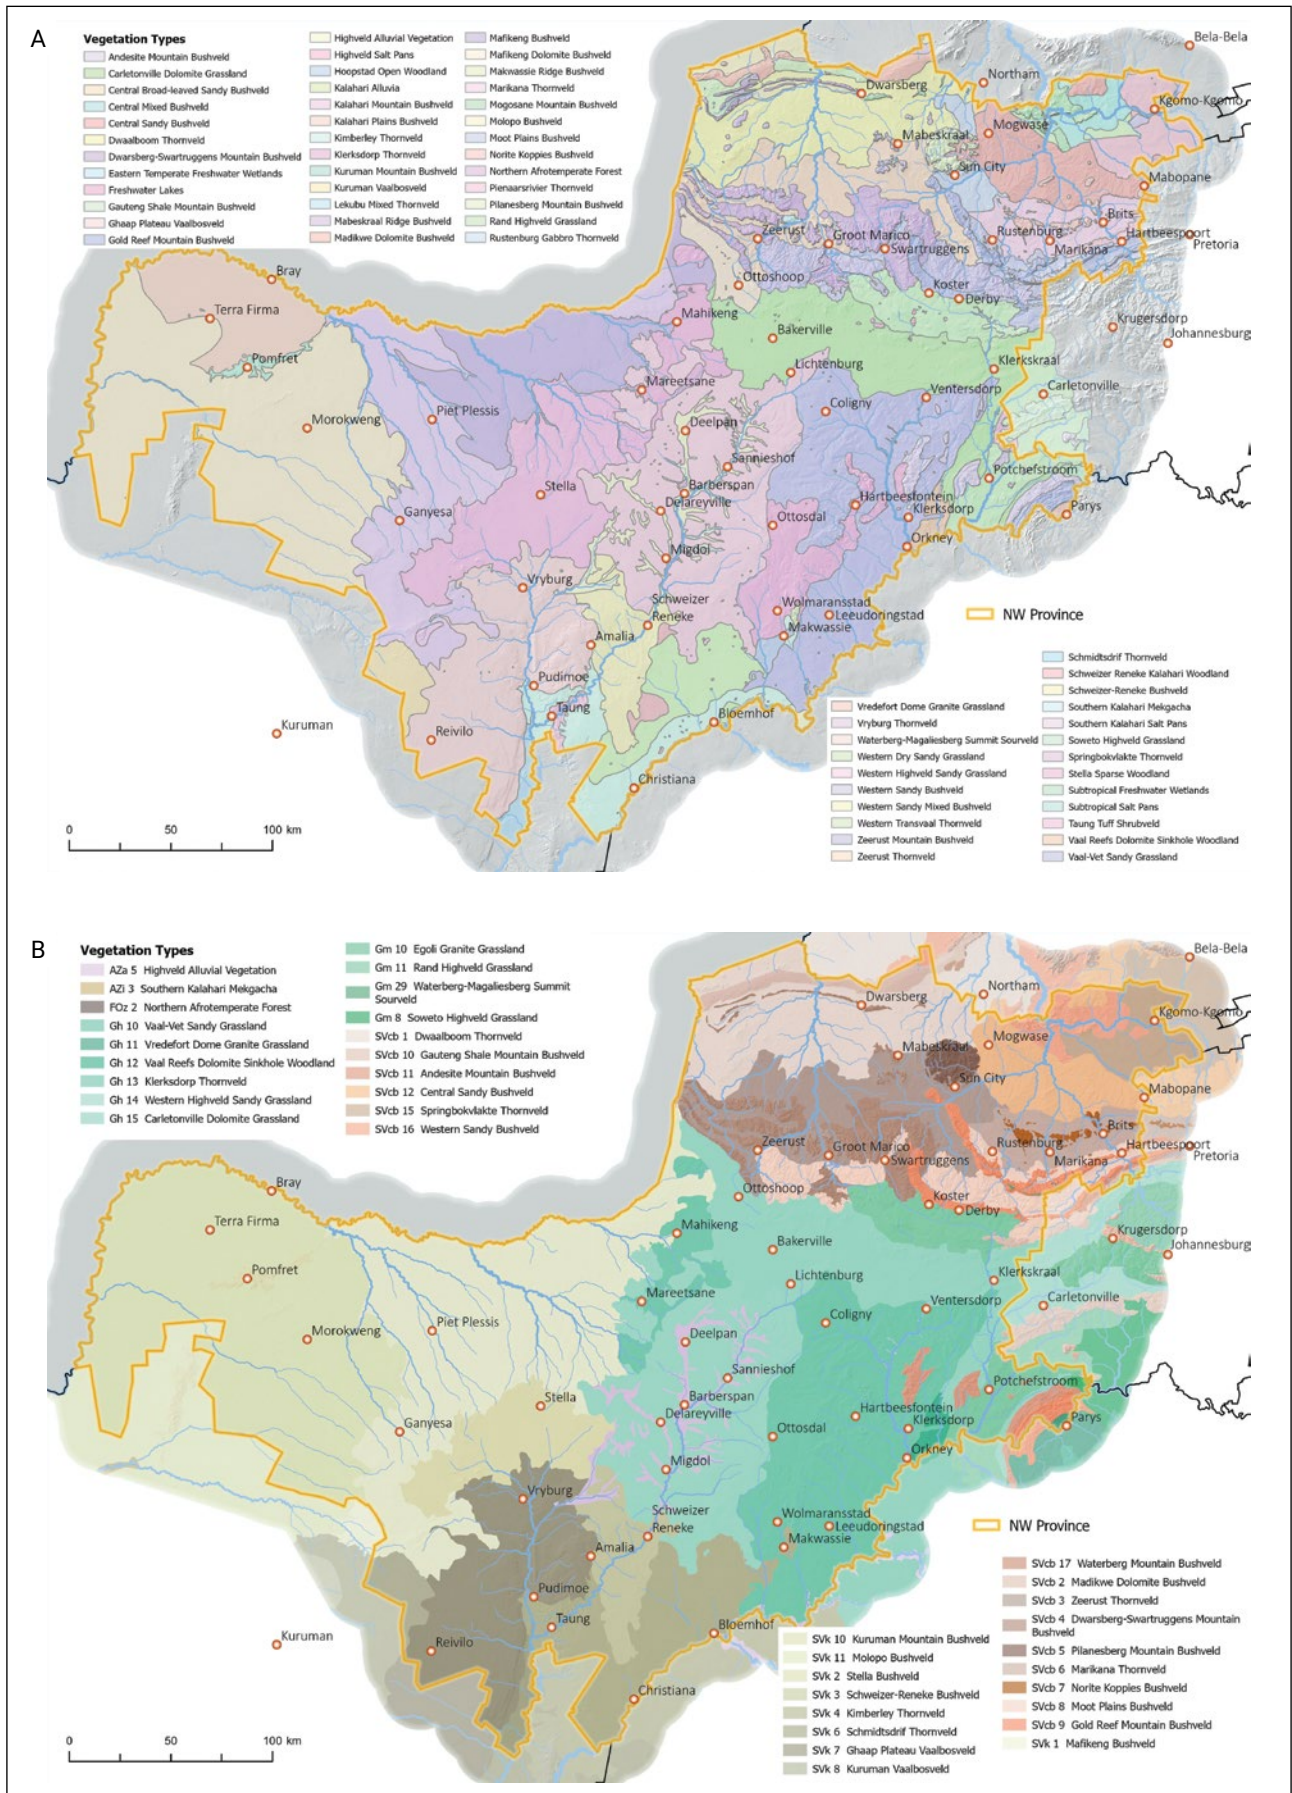 A
Vegetation Types
Andesite Mountain Bushveld
Carletonville Dolomite Grassland
Central Broad-leaved Sandy Bushveld
Central Mixed Bushveld
Central Sandy Bushveld
Dwaalboom Thornveld
Dwarsberg-Swartruggens Mountain Bushveld
Eastern Temperate Freshwater Wetlands
Freshwater Lakes
Gauteng Shale Mountain Bushveld
Ghaap Plateau Vaalbosveld
Gold Reef Mountain Bushveld
Highveld Alluvial Vegetation
Highveld Salt Pans
Hoopstad Open Woodland
Kalahari Alluvia
Kalahari Mountain Bushveld
Kalahari Plains Bushveld
Kimberley Thornveld
Klerksdorp Thornveld
Kuruman Mountain Bushveld
Kuruman Vaalbosveld
Lekubu Mixed Thornveld
Mabeskraal Ridge Bushveld
Madikwe Dolomite Bushveld
Mafikeng Bushveld
Mafikeng Dolomite Bushveld
Makwassie Ridge Bushveld
Marikana Thornveld
Mogosane Mountain Bushveld
Molopo Bushveld
Moot Plains Bushveld
Norite Koppies Bushveld
Northern Afrotemperate Forest
Pienaarsrivier Thornveld
Pilanesberg Mountain Bushveld
Rand Highveld Grassland
Rustenburg Gabbro Thornveld
Bela-Bela
Northam
Dwarsberg
Kgomo-Kgomo
Mogwase
Mabeskraal
Sun City
Mabopane
Brits
Zeerust
Groot Marico
Rustenburg
Hartbeespoort
Swartruggens
Marikana
Pretoria
Bray
Ottoshoop
Koster
Derby
Terra Firma
Mahikeng
Bakerville
Krugersdorp
Johannesburg
Pomfret
Lichtenburg
Klerkskraal
Mareetsane
Ventersdorp
Carletonville
Morokweng
Piet Plessis
Coligny
Deelpan
Sannieshof
Potchefstroom
Stella
Barberspan
Delareyville
Hartbeesfontein
Ganyesa
Ottosdal
Klerksdorp
Parys
Orkney
Migdol
Vryburg
Schweizer
Reneke
Wolmaransstad
Leeudoringstad
Makwassie
NW Province
Amalia
Pudimoe
Taung
Bloemhof
Kuruman
Reivilo
Christiana
0 50 100 km
Vredefort Dome Granite Grassland
Vryburg Thornveld
Waterberg-Magaliesberg Summit Sourveld
Western Dry Sandy Grassland
Western Highveld Sandy Grassland
Western Sandy Bushveld
Western Sandy Mixed Bushveld
Western Transvaal Thornveld
Zeerust Mountain Bushveld
Zeerust Thornveld
Schmidtsdrif Thornveld
Schweizer Reneke Kalahari Woodland
Schweizer-Reneke Bushveld
Southern Kalahari Mekgacha
Southern Kalahari Salt Pans
Soweto Highveld Grassland
Springbokvlakte Thornveld
Stella Sparse Woodland
Subtropical Freshwater Wetlands
Subtropical Salt Pans
Taung Tuff Shrubveld
Vaal Reefs Dolomite Sinkhole Woodland
Vaal-Vet Sandy Grassland
B
Vegetation Types
AZa 5 Highveld Alluvial Vegetation
AZi 3 Southern Kalahari Mekgacha
FOz 2 Northern Afrotemperate Forest
Gh 10 Vaal-Vet Sandy Grassland
Gh 11 Vredefort Dome Granite Grassland
Gh 12 Vaal Reefs Dolomite Sinkhole Woodland
Gh 13 Klerksdorp Thornveld
Gh 14 Western Highveld Sandy Grassland
Gh 15 Carletonville Dolomite Grassland
Gm 10 Egoli Granite Grassland
Gm 11 Rand Highveld Grassland
Gm 29 Waterberg-Magaliesberg Summit
Sourveld
Gm 8 Soweto Highveld Grassland
SVcb 1 Dwaalboom Thornveld
SVcb 10 Gauteng Shale Mountain Bushveld
SVcb 11 Andesite Mountain Bushveld
SVcb 12 Central Sandy Bushveld
SVcb 15 Springbokvlakte Thornveld
SVcb 16 Western Sandy Bushveld
Bela-Bela
Northam
Dwarsberg
Kgomo-Kgomo
Mogwase
Mabeskraal
Sun City
Mabopane
Brits
Zeerust
Groot Marico
Rustenburg
Hartbeespoort
Swartruggens
Marikana
Pretoria
Bray
Ottoshoop
Koster
Derby
Terra Firma
Mahikeng
Bakerville
Krugersdorp
Johannesburg
Pomfret
Lichtenburg
Klerkskraal
Mareetsane
Ventersdorp
Carletonville
Morokweng
Piet Plessis
Coligny
Deelpan
Sannieshof
Potchefstroom
Stella
Barberspan
Delareyville
Hartbeesfontein
Ganyesa
Ottosdal
Klerksdorp
Parys
Orkney
Migdol
Vryburg
Schweizer
Reneke
Wolmaransstad
Leeudoringstad
Makwassie
NW Province
Amalia
Pudimoe
Taung
Bloemhof
Kuruman
Reivilo
Christiana
0 50 100 km
SVk 10 Kuruman Mountain Bushveld
SVk 11 Molopo Bushveld
SVk 2 Stella Bushveld
SVk 3 Schweizer-Reneke Bushveld
SVk 4 Kimberley Thornveld
SVk 6 Schmidtsdrif Thornveld
SVk 7 Ghaap Plateau Vaalbosveld
SVk 8 Kuruman Vaalbosveld
SVcb 17 Waterberg Mountain Bushveld
SVcb 2 Madikwe Dolomite Bushveld
SVcb 3 Zeerust Thornveld
SVcb 4 Dwarsberg-Swartruggens Mountain
Bushveld
SVcb 5 Pilanesberg Mountain Bushveld
SVcb 6 Marikana Thornveld
SVcb 7 Norite Koppies Bushveld
SVcb 8 Moot Plains Bushveld
SVcb 9 Gold Reef Mountain Bushveld
SVk 1 Mafikeng Bushveld